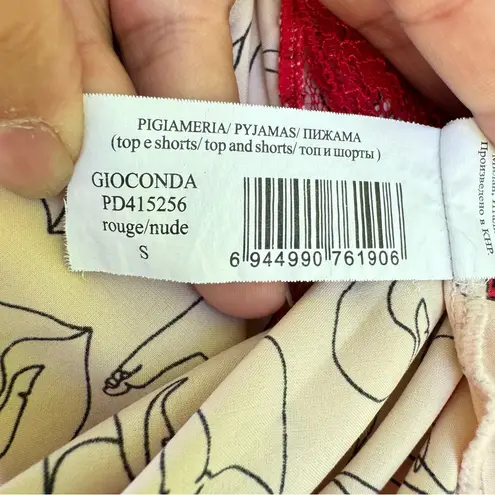 PIGIAMERIA/ PYJAMAS/ ПИЖАМА
(top e shorts/ top and shorts/ топ и шорты )
GIOCONDA
PD415256
rouge/nude
S
6 944990 761906
Произведено в КНР.